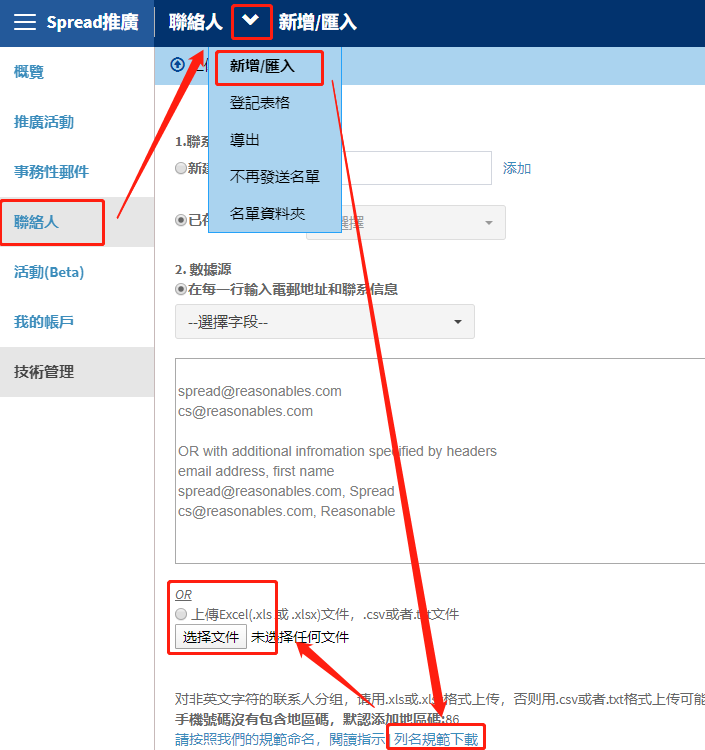 Spread推廣
聯絡人
新增/匯入
概覽
推廣活動
事務性郵件
聯絡人
活動(Beta)
我的帳戶
技術管理
新增/匯入
登記表格
導出
不再發送名單
名單資料夾
1.聯
新
添加
已
擇
2. 數據源
在每一行輸入電郵地址和聯系信息
--選擇字段--
spread@reasonables.com
cs@reasonables.com
OR with additional infromation specified by headers
email address, first name
spread@reasonables.com, Spread
cs@reasonables.com, Reasonable
OR
上傳Excel(.xls 或 .xlsx)文件，.csv或者.txt文件
选择文件 未选择任何文件
对非英文字符的联系人分组，请用.xls或.xlsx格式上传，否则用.csv或者.txt格式上传可能
手機號碼沒有包含地區碼，默認添加地區碼:86
請按照我們的規範命名，閱讀指示 列名規範下載